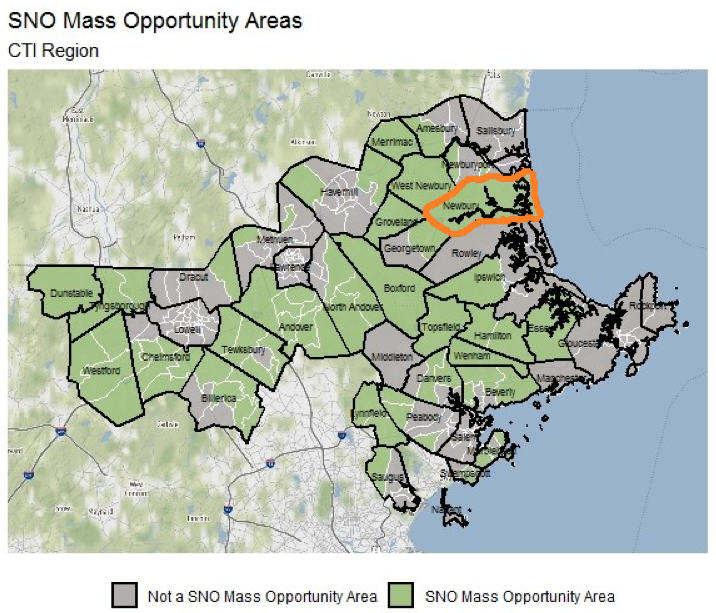 SNO Mass Opportunity Areas
CTI Region
Amesbury
Salisbury
Merrimac
Newburyport
Haverhill
West Newbury
Newbury
Groveland
Methuen
Georgetown
Rowley
Lawrence
Dracut
Ipswich
Dunstable
Tyngsborough
Boxford
North Andover
Rockport
Lowell
Andover
Topsfield
Hamilton
Essex
Gloucester
Chelmsford
Tewksbury
Middleton
Wenham
Westford
Danvers
Manchester
Billerica
Beverly
Lynnfield
Peabody
Salem
Marblehead
Saugus
Swampscott
Nahant
Nashua
Pelham
Not a SNO Mass Opportunity Area
SNO Mass Opportunity Area